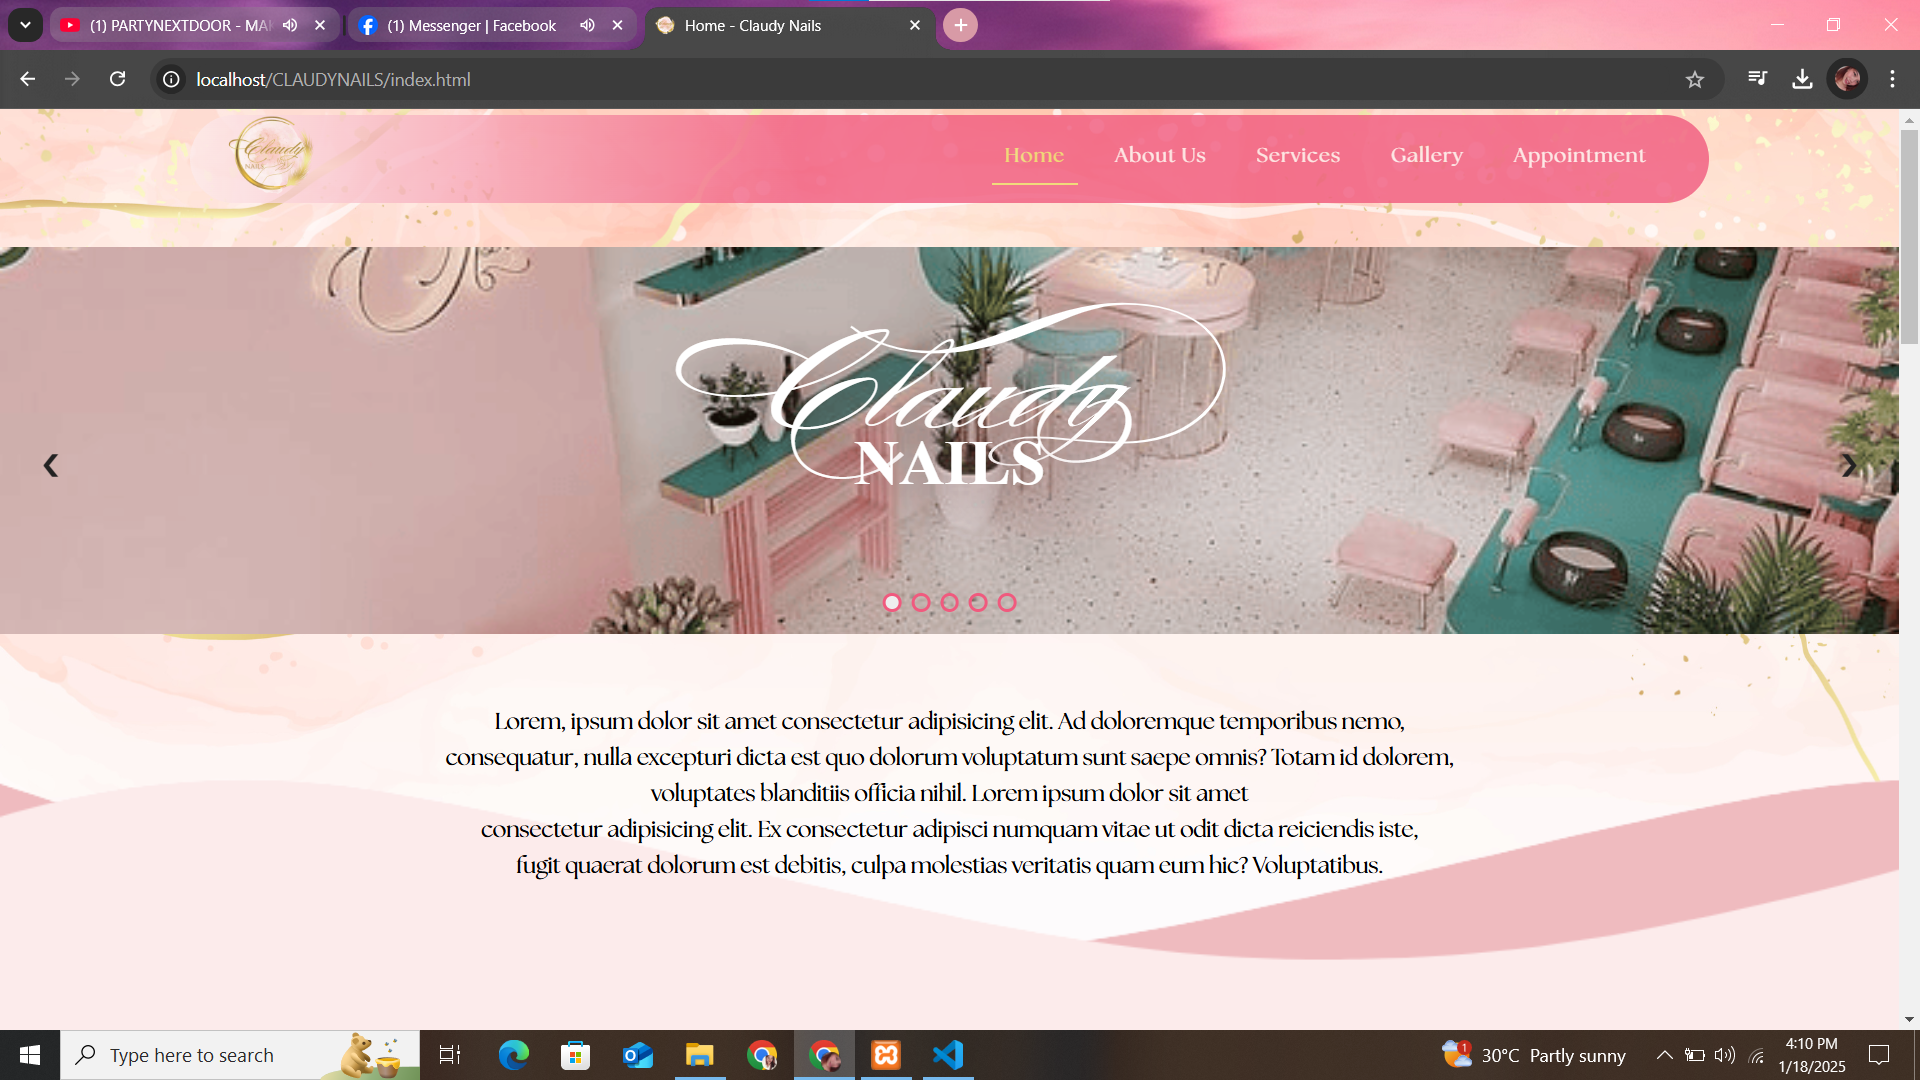 (1) PARTYNEXTDOOR - MA
(1) Messenger | Facebook
Home - Claudy Nails
localhost/CLAUDYNAILS/index.html
Claudy
NAILS
Home
About Us
Services
Gallery
Appointment
Claudy
NAILS
Lorem, ipsum dolor sit amet consectetur adipisicing elit. Ad doloremque temporibus nemo,
consequatur, nulla excepturi dicta est quo dolorum voluptatum sunt saepe omnis? Totam id dolorem,
voluptates blanditiis officia nihil. Lorem ipsum dolor sit amet
consectetur adipisicing elit. Ex consectetur adipisci numquam vitae ut odit dicta reiciendis iste,
fugit quaerat dolorum est debitis, culpa molestias veritatis quam eum hic? Voluptatibus.
Type here to search
1
30°C Partly sunny
4:10 PM
1/18/2025